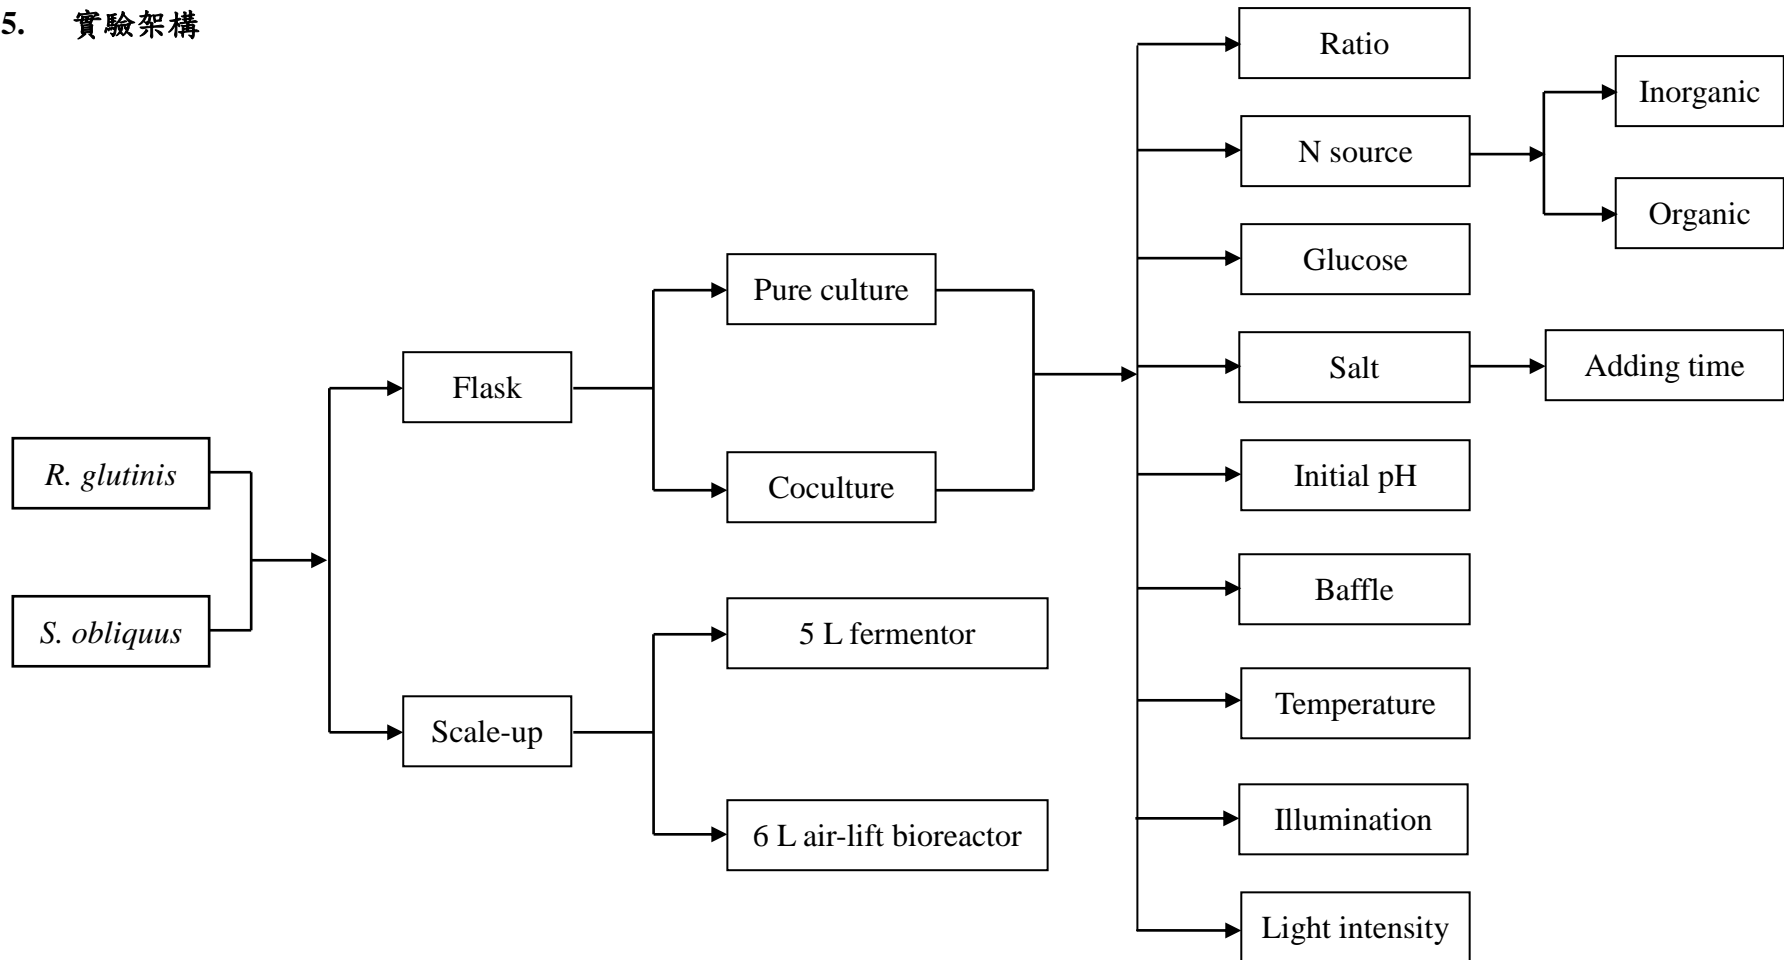 5. 實驗架構
R. glutinis
S. obliquus
Flask
Scale-up
Pure culture
Coculture
5 L fermentor
6 L air-lift bioreactor
Ratio
N source
Glucose
Salt
Initial pH
Baffle
Temperature
Illumination
Light intensity
Inorganic
Organic
Adding time